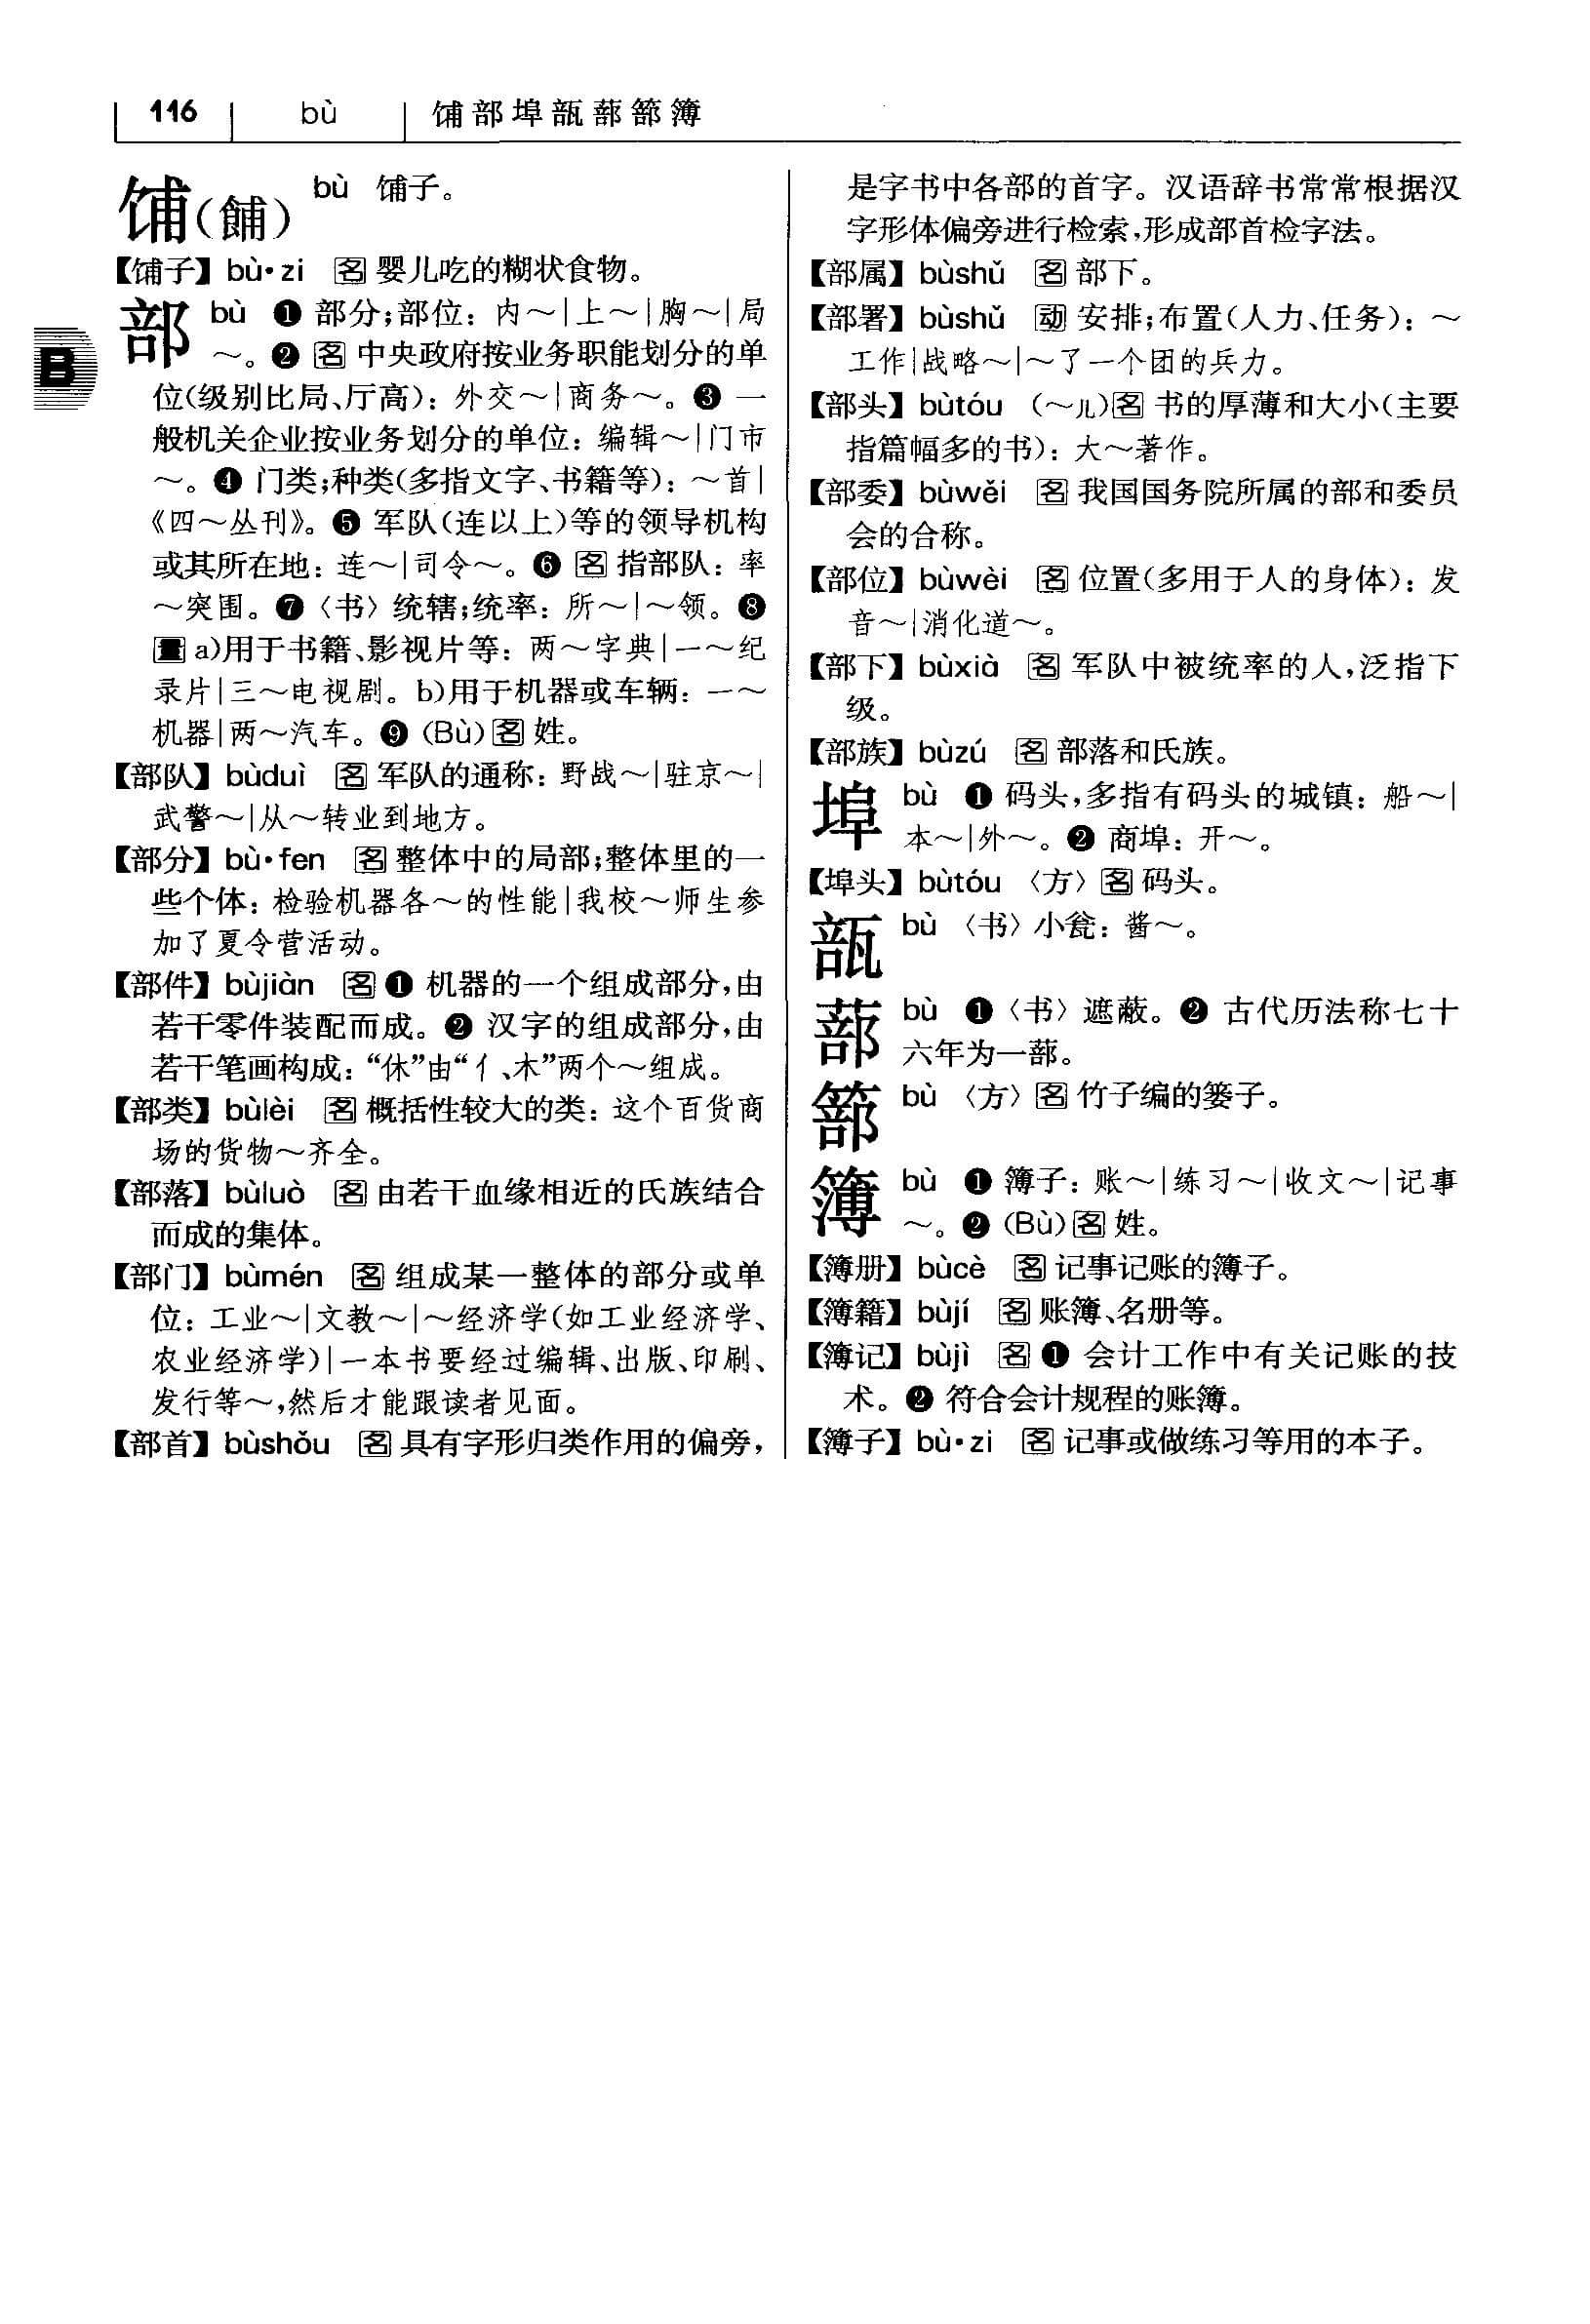 116 bù 𫗦部埠瓿蔀篰簿
𫗦(餔) bù 𫗦子。
【𫗦子】bù·zi 名 婴儿吃的糊状食物。
部 bù ❶ 部分;部位:内～|上～|胸～|局
～。❷ 名 中央政府按业务职能划分的单
B
位(级别比局、厅高):外交～|商务～。❸ 一
般机关企业按业务划分的单位:编辑～|门市
～。❹ 门类;种类(多指文字、书籍等):～首|
《四～丛刊》。❺ 军队(连以上)等的领导机构
或其所在地:连～|司令～。❻ 名 指部队:率
～突围。❼〈书〉统辖;统率:所～|～领。❽
量 a)用于书籍、影视片等:两～字典|一～纪
录片|三～电视剧。b)用于机器或车辆:一～
机器|两～汽车。❾ (Bù)名 姓。
【部队】bùduì 名 军队的通称:野战～|驻京～|
武警～|从～转业到地方。
【部分】bù·fen 名 整体中的局部;整体里的一
些个体:检验机器各～的性能|我校～师生参
加了夏令营活动。
【部件】bùjiàn 名 ❶ 机器的一个组成部分,由
若干零件装配而成。❷ 汉字的组成部分,由
若干笔画构成:“休”由“亻、木”两个～组成。
【部类】bùlèi 名 概括性较大的类:这个百货商
场的货物～齐全。
【部落】bùluò 名 由若干血缘相近的氏族结合
而成的集体。
【部门】bùmén 名 组成某一整体的部分或单
位:工业～|文教～|～经济学(如工业经济学、
农业经济学)|一本书要经过编辑、出版、印刷、
发行等～,然后才能跟读者见面。
【部首】bùshǒu 名 具有字形归类作用的偏旁,
是字书中各部的首字。汉语辞书常常根据汉
字形体偏旁进行检索,形成部首检字法。
【部属】bùshǔ 名 部下。
【部署】bùshǔ 动 安排;布置(人力、任务):～
工作|战略～|～了一个团的兵力。
【部头】bùtóu (～儿)名 书的厚薄和大小(主要
指篇幅多的书):大～著作。
【部委】bùwěi 名 我国国务院所属的部和委员
会的合称。
【部位】bùwèi 名 位置(多用于人的身体):发
音～|消化道～。
【部下】bùxià 名 军队中被统率的人,泛指下
级。
【部族】bùzú 名 部落和氏族。
埠 bù ❶ 码头,多指有码头的城镇:船～|
本～|外～。❷ 商埠:开～。
【埠头】bùtóu 〈方〉名 码头。
瓿 bù 〈书〉小瓮:酱～。
蔀 bù ❶〈书〉遮蔽。❷ 古代历法称七十
六年为一蔀。
篰 bù 〈方〉名 竹子编的篓子。
簿 bù ❶ 簿子:账～|练习～|收文～|记事
～。❷ (Bù)名 姓。
【簿册】bùcè 名 记事记账的簿子。
【簿籍】bùjí 名 账簿、名册等。
【簿记】bùjì 名 ❶ 会计工作中有关记账的技
术。❷ 符合会计规程的账簿。
【簿子】bù·zi 名 记事或做练习等用的本子。